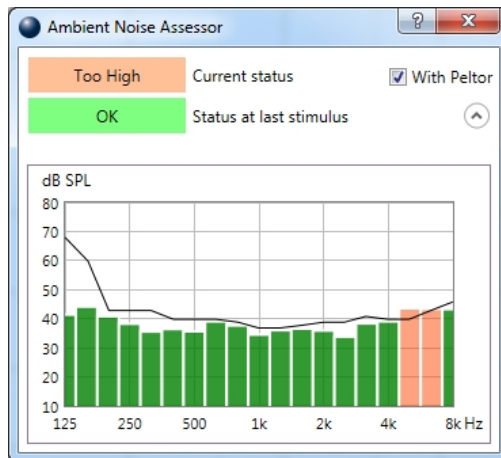 Ambient Noise Assessor
?
Too High Current status With Peltor
OK Status at last stimulus
dB SPL
80
70
60
50
40
30
20
10
125 250 500 1k 2k 4k 8k Hz